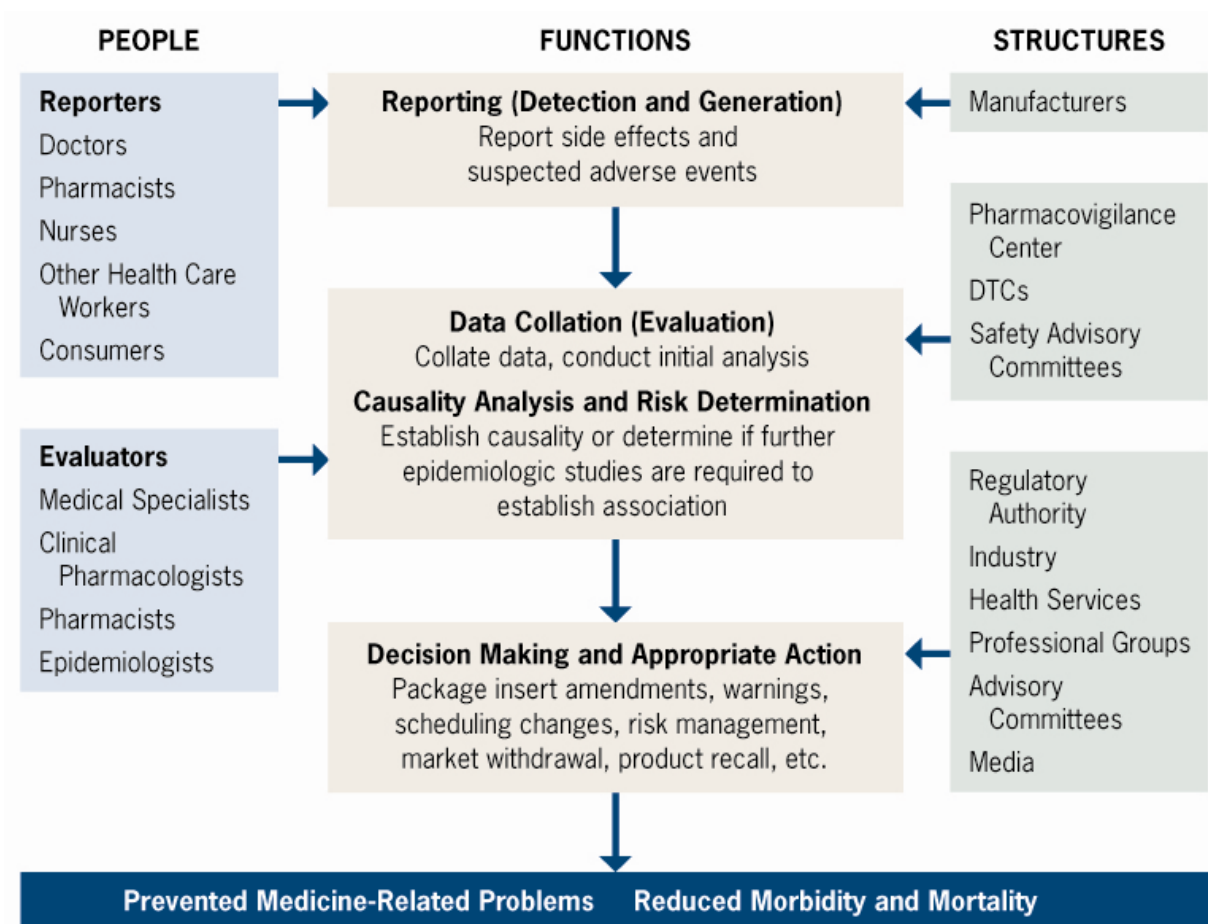 PEOPLE
FUNCTIONS
STRUCTURES
Reporters
Doctors
Pharmacists
Nurses
Other Health Care
Workers
Consumers
Evaluators
Medical Specialists
Clinical
Pharmacologists
Pharmacists
Epidemiologists
Reporting (Detection and Generation)
Report side effects and
suspected adverse events
Data Collation (Evaluation)
Collate data, conduct initial analysis
Causality Analysis and Risk Determination
Establish causality or determine if further
epidemiologic studies are required to
establish association
Decision Making and Appropriate Action
Package insert amendments, warnings,
scheduling changes, risk management,
market withdrawal, product recall, etc.
Manufacturers
Pharmacovigilance
Center
DTCs
Safety Advisory
Committees
Regulatory
Authority
Industry
Health Services
Professional Groups
Advisory
Committees
Media
Prevented Medicine-Related Problems Reduced Morbidity and Mortality